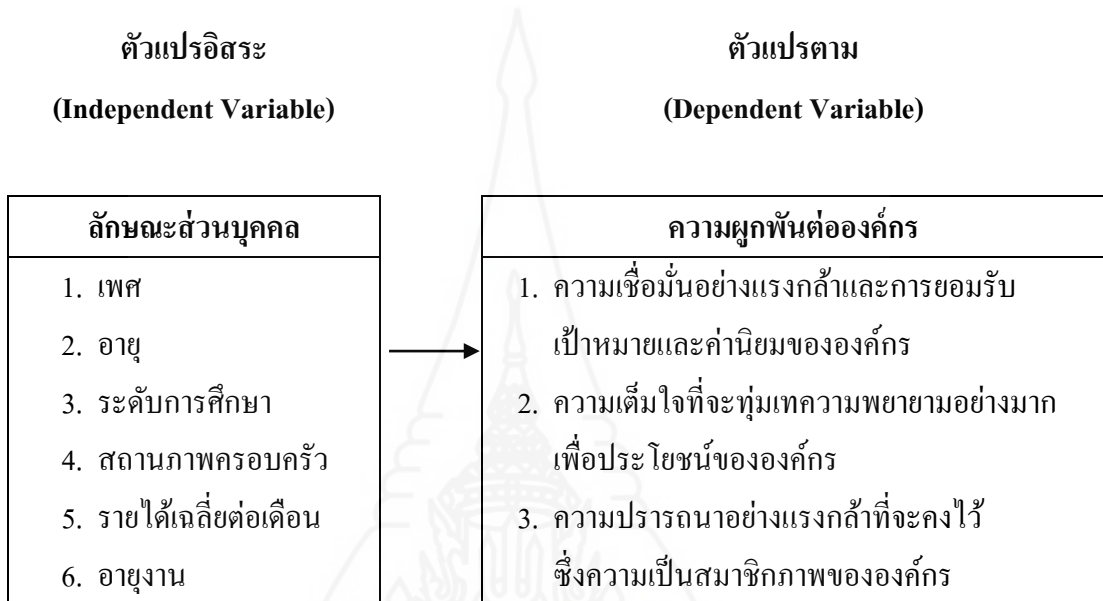 ตัวแปรอิสระ
(Independent Variable)
ตัวแปรตาม
(Dependent Variable)
ลักษณะส่วนบุคคล
1. เพศ
2. อายุ
3. ระดับการศึกษา
4. สถานภาพครอบครัว
5. รายได้เฉลี่ยต่อเดือน
6. อายุงาน
ความผูกพันต่อองค์กร
1. ความเชื่อมั่นอย่างแรงกล้าและการยอมรับ
เป้าหมายและค่านิยมขององค์กร
2. ความเต็มใจที่จะทุ่มเทความพยายามอย่างมาก
เพื่อประโยชน์ขององค์กร
3. ความปรารถนาอย่างแรงกล้าที่จะคงไว้
ซึ่งความเป็นสมาชิกภาพขององค์กร